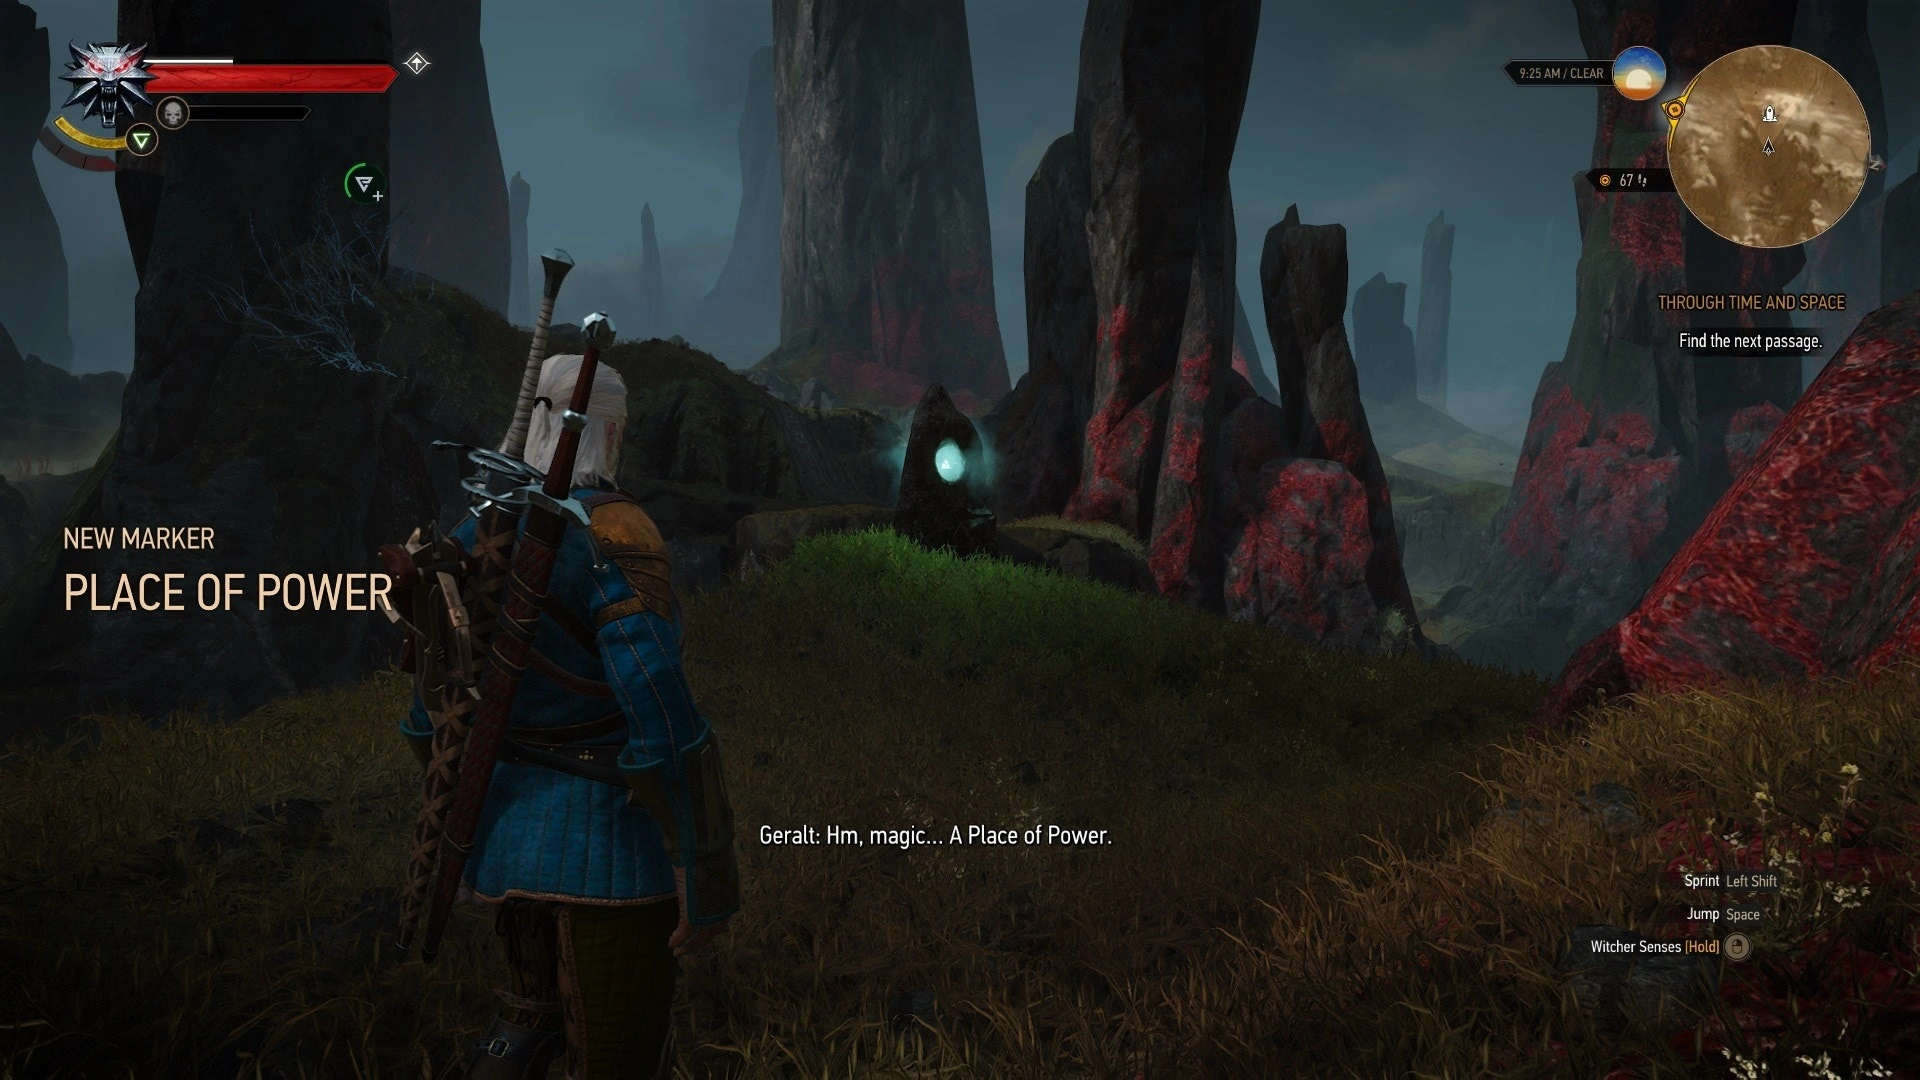 9:25 AM / CLEAR
67
THROUGH TIME AND SPACE
Find the next passage.
NEW MARKER
PLACE OF POWER
Geralt: Hm, magic... A Place of Power.
Sprint Left Shift
Jump Space
Witcher Senses [Hold]